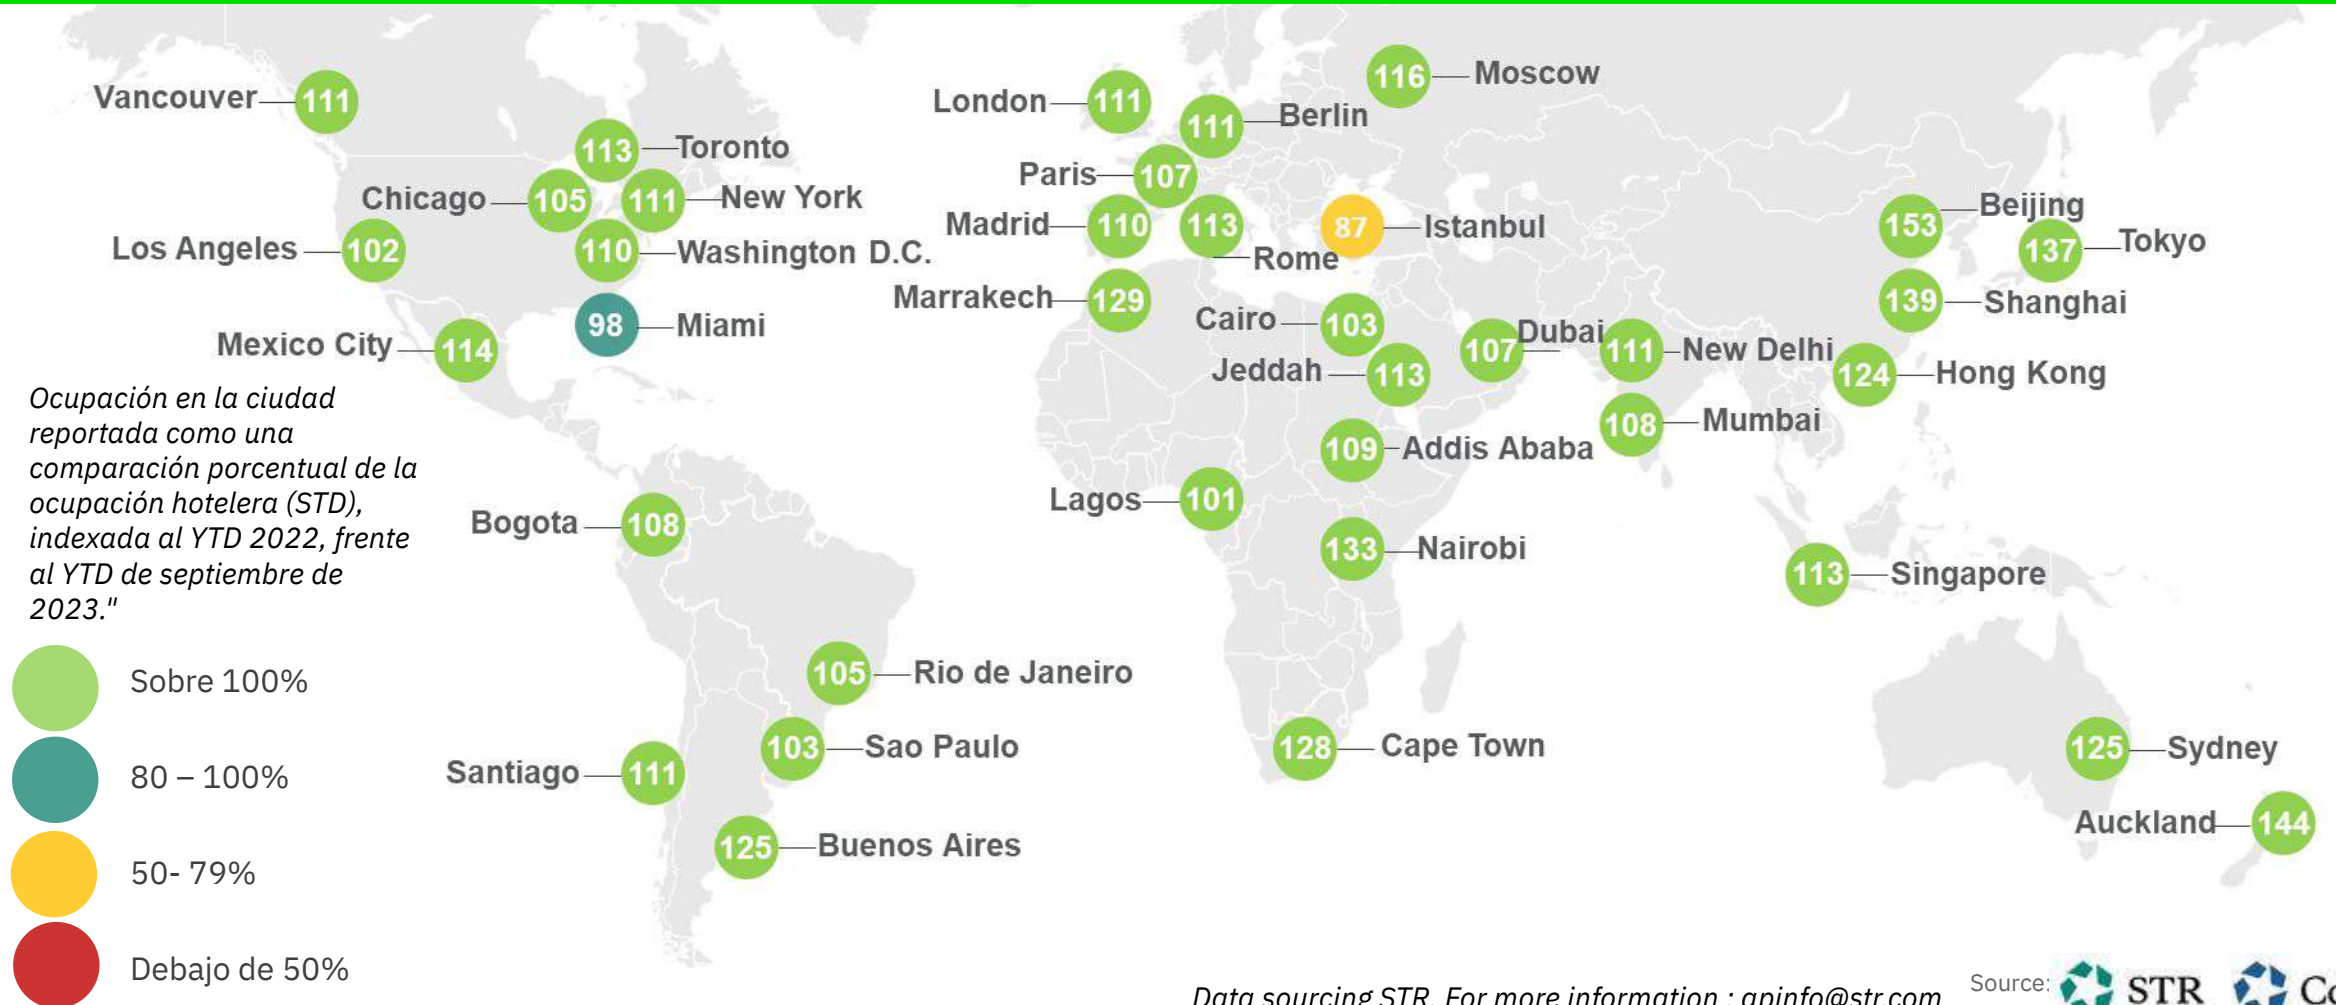 Vancouver 111
113 Toronto
Chicago 105
111 New York
Los Angeles 102
110 Washington D.C.
98 Miami
Mexico City 114
London 111
111 Berlin
116 Moscow
Paris 107
Madrid 110
113 Rome
87 Istanbul
Marrakech 129
Cairo 103
Jeddah 113
107 Dubai
111 New Delhi
108 Mumbai
153 Beijing
137 Tokyo
139 Shanghai
124 Hong Kong
109 Addis Ababa
Lagos 101
133 Nairobi
113 Singapore
Bogota 108
105 Rio de Janeiro
103 Sao Paulo
Santiago 111
125 Buenos Aires
128 Cape Town
125 Sydney
Auckland 144
Ocupación en la ciudad
reportada como una
comparación porcentual de la
ocupación hotelera (STD),
indexada al YTD 2022, frente
al YTD de septiembre de
2023."
Sobre 100%
80 – 100%
50- 79%
Debajo de 50%
Data sourcing STR. For more information : apinfo@str.com
Source: STR